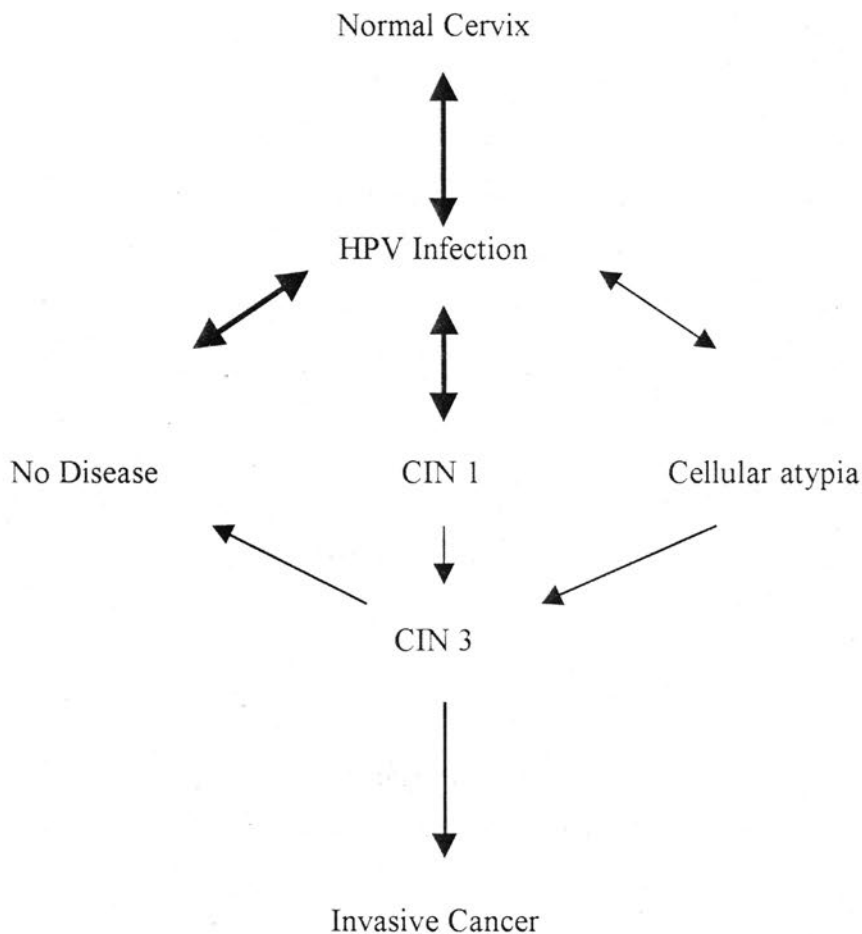 Normal Cervix
HPV Infection
No Disease
CIN 1
Cellular atypia
CIN 3
Invasive Cancer